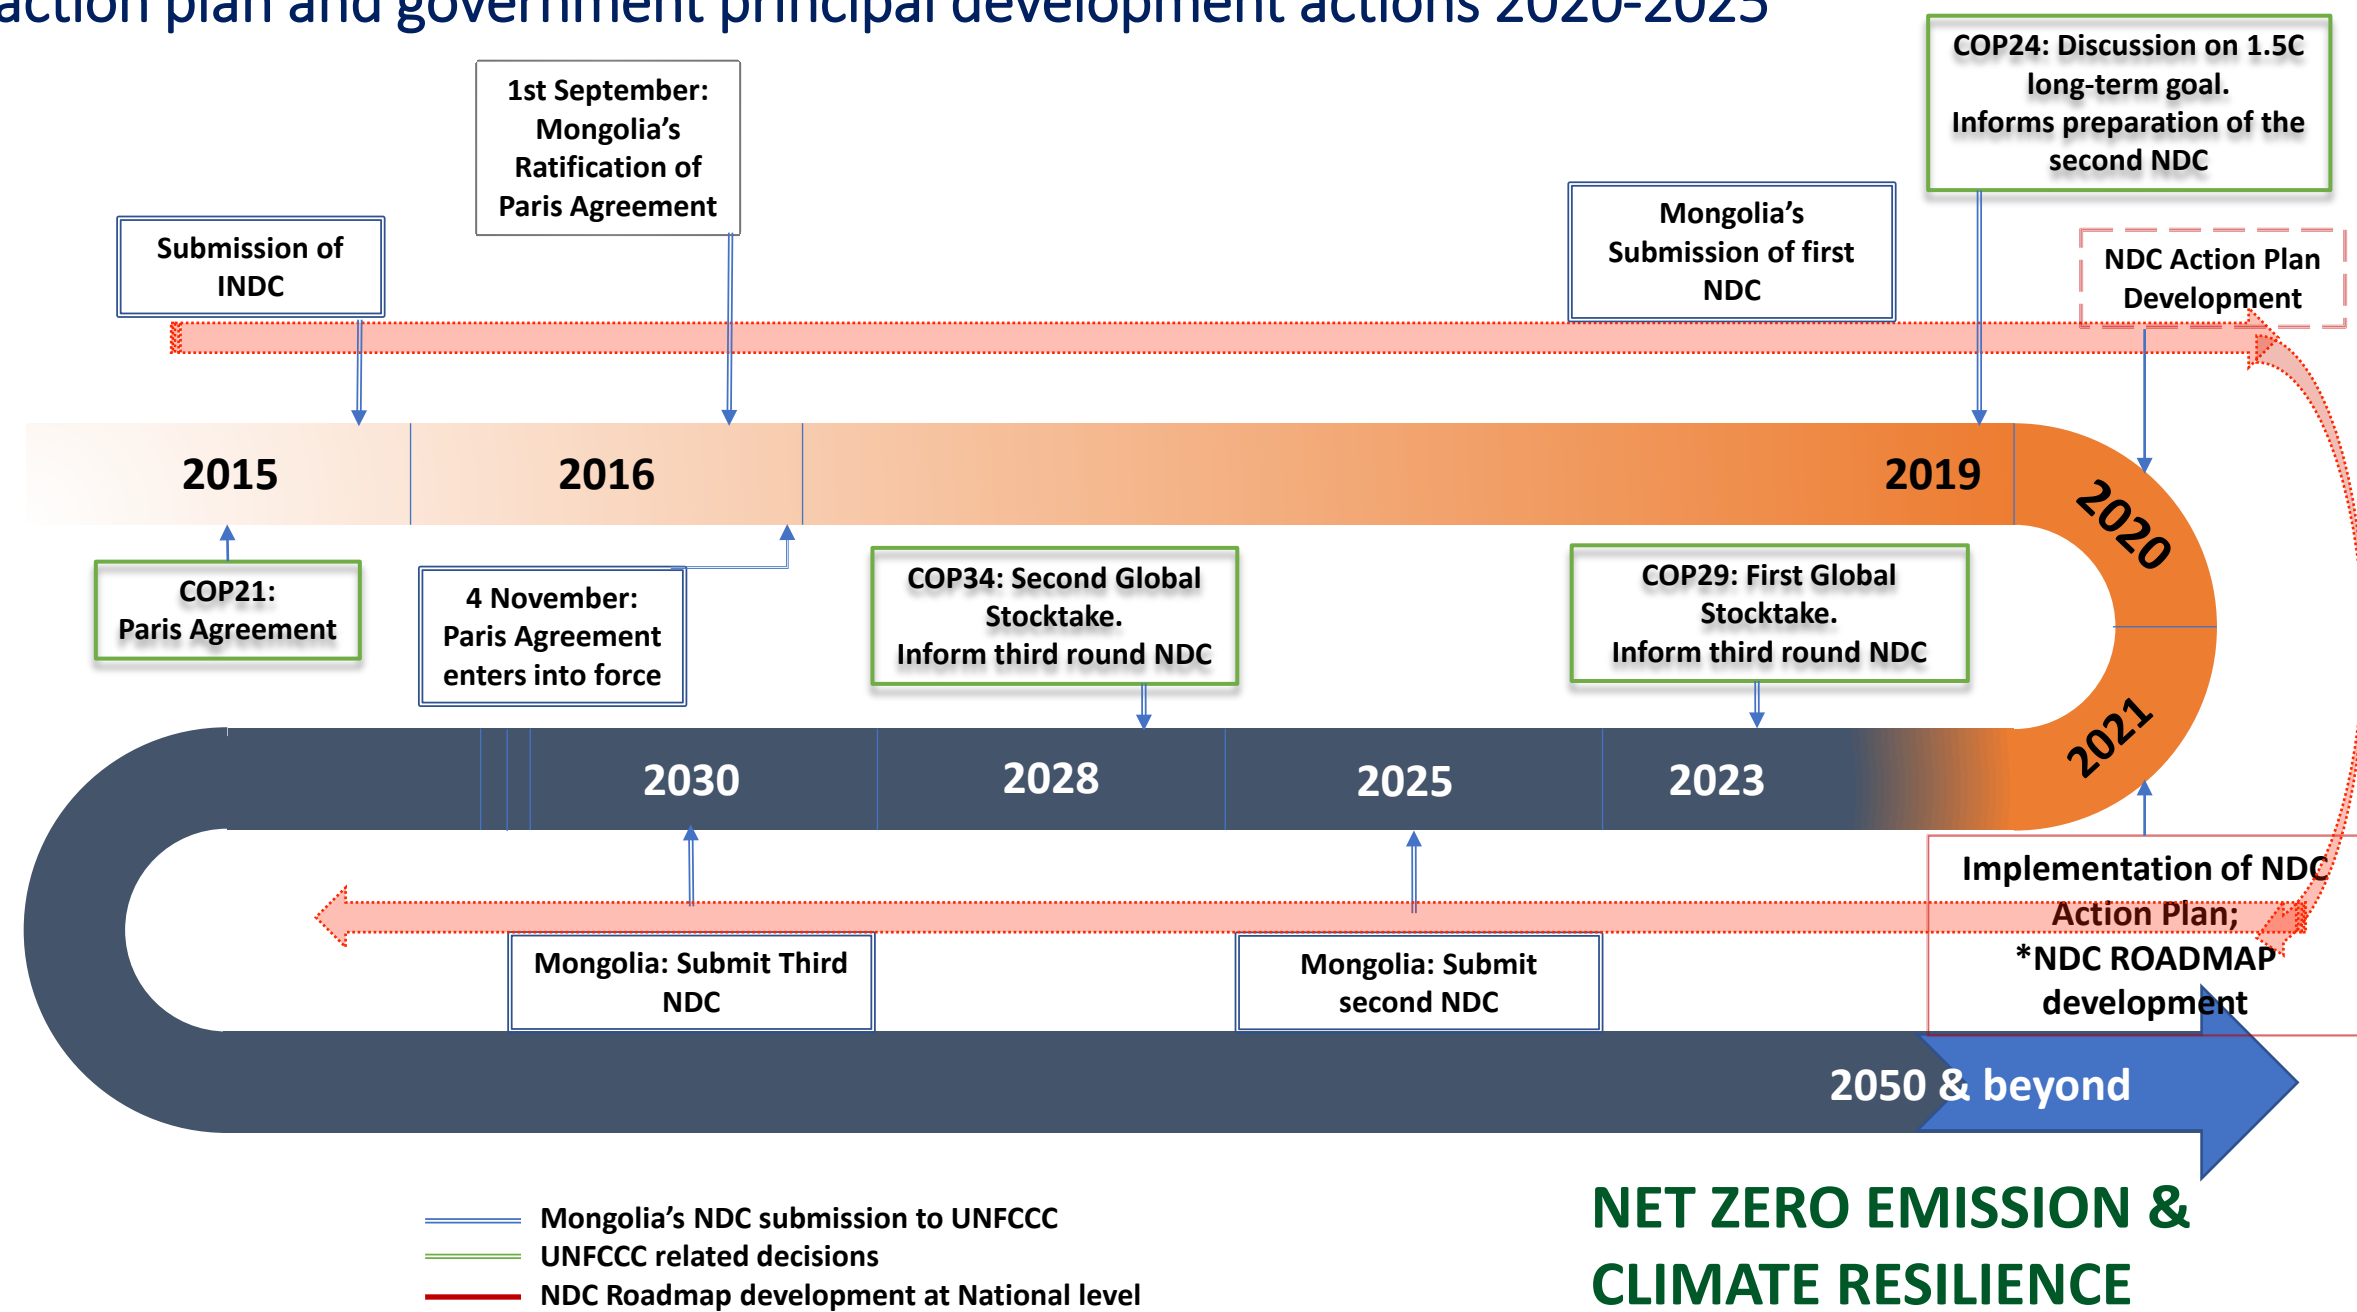 action plan and government principal development actions 2020-2025
COP24: Discussion on 1.5C
long-term goal.
Informs preparation of the
second NDC
1st September:
Mongolia’s
Ratification of
Paris Agreement
Mongolia’s
Submission of first
NDC
Submission of
INDC
NDC Action Plan
Development
2015
2016
2019
2020
COP21:
Paris Agreement
4 November:
Paris Agreement
enters into force
COP34: Second Global
Stocktake.
Inform third round NDC
COP29: First Global
Stocktake.
Inform third round NDC
2021
2030
2028
2025
2023
Implementation of NDC
Action Plan;
*NDC ROADMAP
development
Mongolia: Submit Third
NDC
Mongolia: Submit
second NDC
2050 & beyond
NET ZERO EMISSION &
CLIMATE RESILIENCE
Mongolia’s NDC submission to UNFCCC
UNFCCC related decisions
NDC Roadmap development at National level